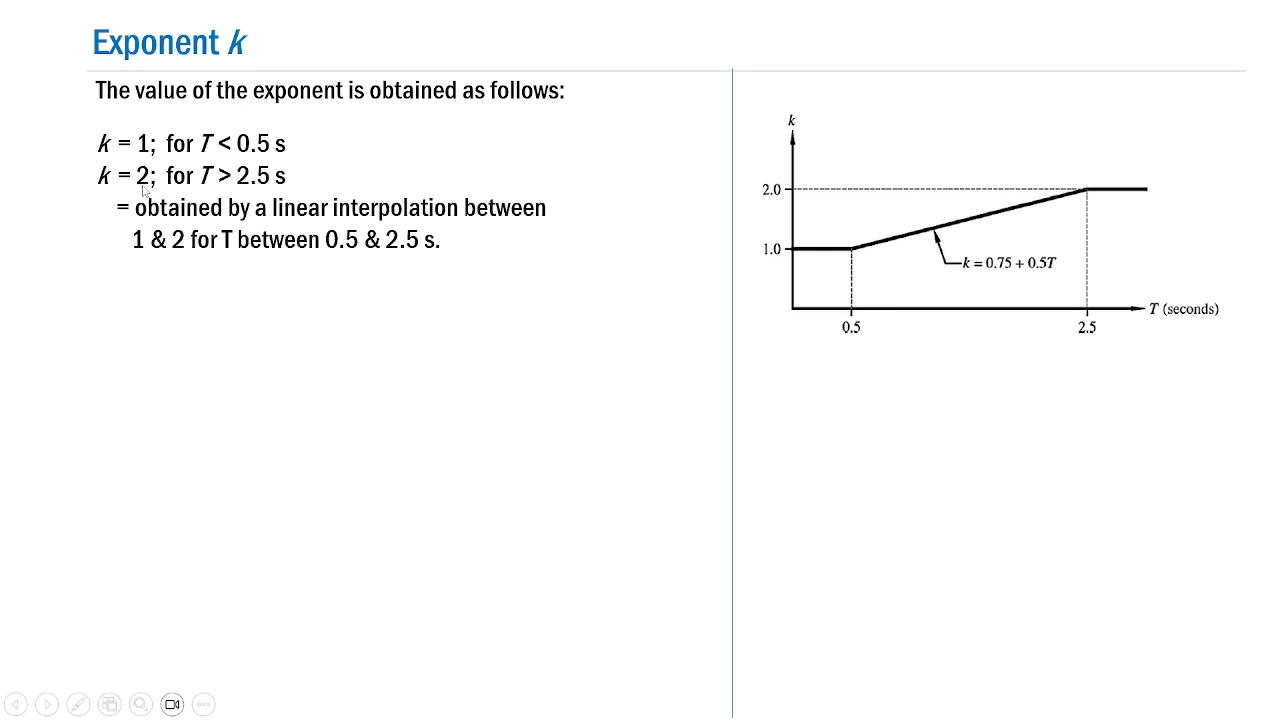 Exponent k
The value of the exponent is obtained as follows:
k = 1; for T < 0.5 s
k = 2; for T > 2.5 s
= obtained by a linear interpolation between
1 & 2 for T between 0.5 & 2.5 s.
k
2.0
1.0
k = 0.75 + 0.5T
T (seconds)
0.5
2.5